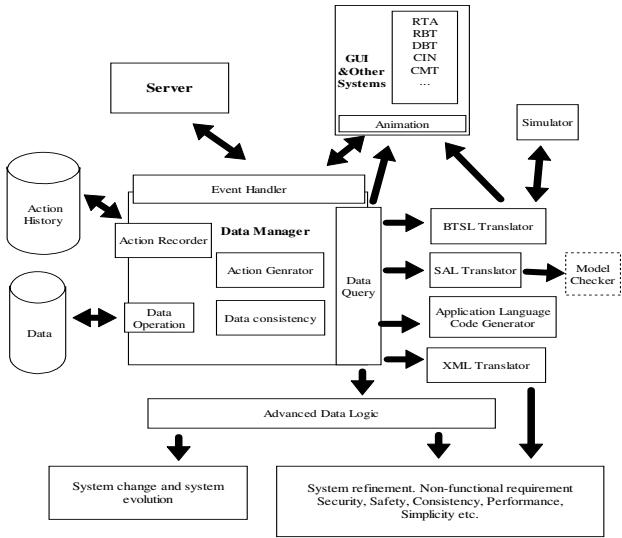 RTA
RBT
DBT
CIN
CMT
...
GUI
&Other
Systems
Animation
Server
Simulator
Event Handler
Action
History
Action Recorder
Data Manager
BTSL Translator
Action Genrator
Data
Query
SAL Translator
Model
Checker
Data
Data
Operation
Data consistency
Application Language
Code Generator
XML Translator
Advanced Data Logic
System change and system
evolution
System refinement. Non-functional requirement
Security, Safety, Consistency, Performance,
Simplicity etc.